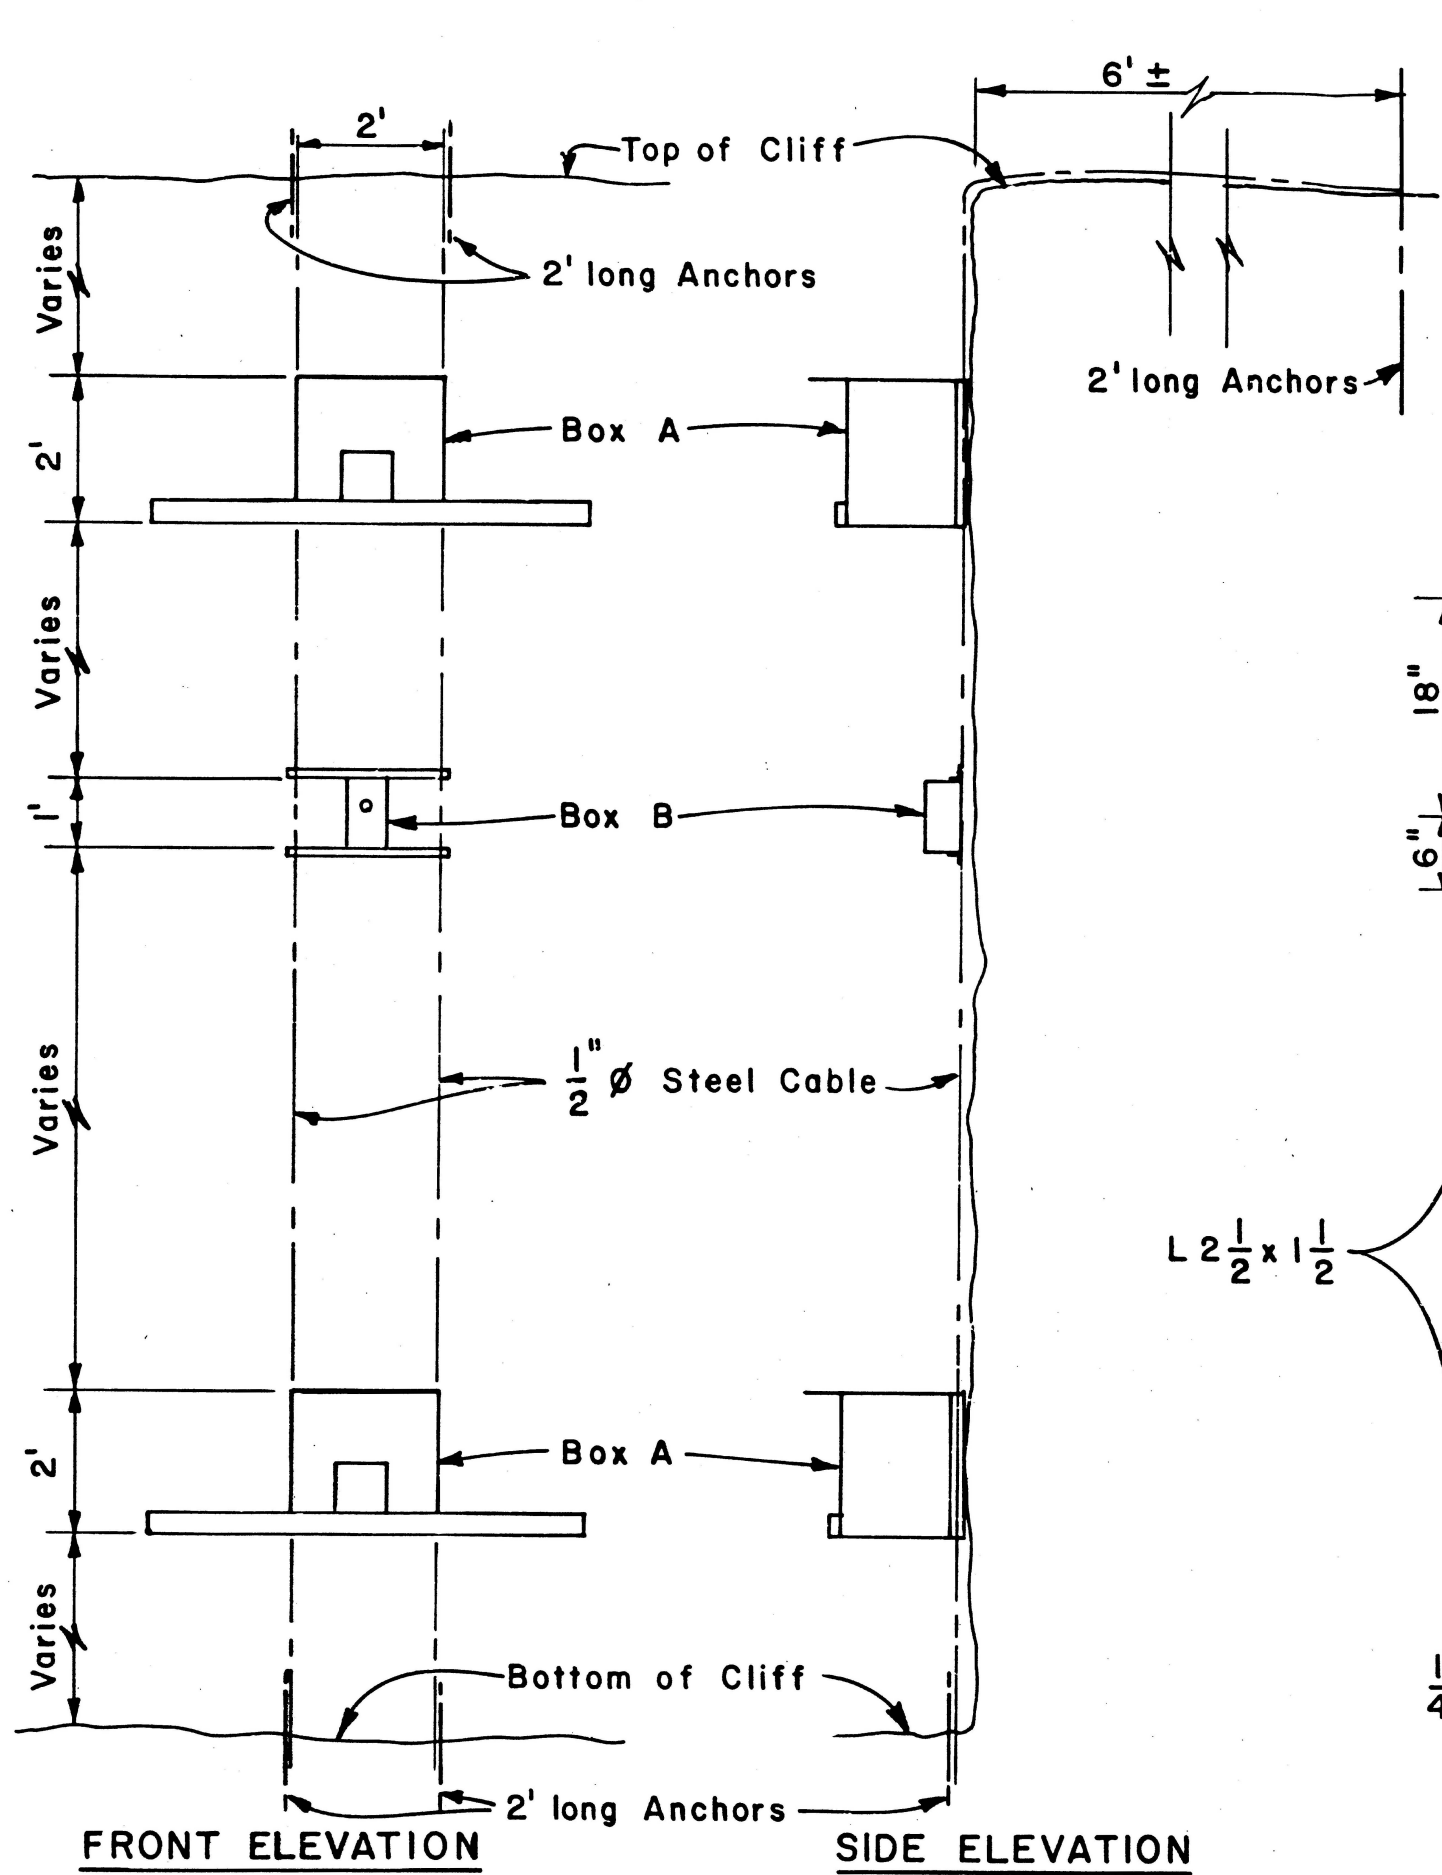 6' ±
2'
Top of Cliff
Varies
2' long Anchors
2' long Anchors
2'
Box A
Varies
18"
1'
Box B
6"
Varies
1/2" ø Steel Cable
L 2 1/2 x 1 1/2
2'
Box A
Varies
Bottom of Cliff
2' long Anchors
FRONT ELEVATION
SIDE ELEVATION